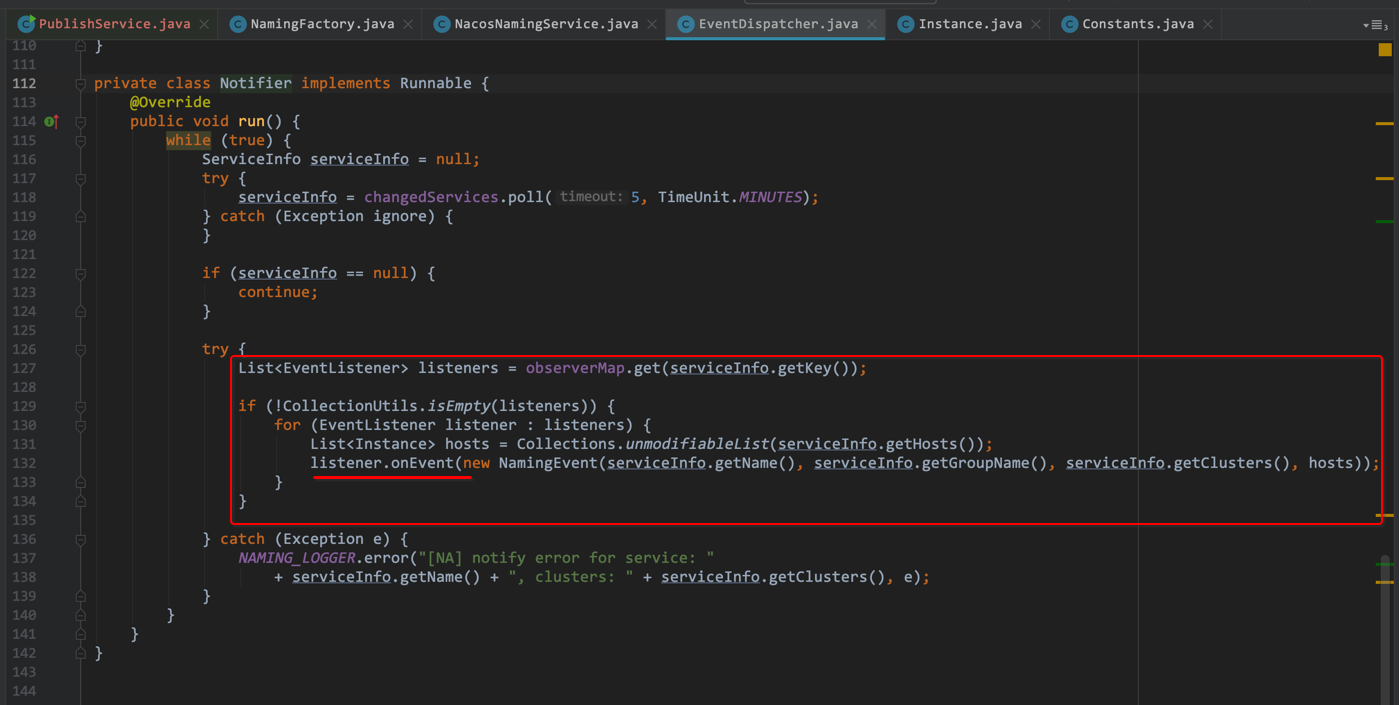 PublishService.java NamingFactory.java NacosNamingService.java EventDispatcher.java Instance.java Constants.java
110 }
111
112 private class Notifier implements Runnable {
113 @Override
114 public void run() {
115 while (true) {
116 ServiceInfo serviceInfo = null;
117 try {
118 serviceInfo = changedServices.poll( timeout: 5, TimeUnit.MINUTES);
119 } catch (Exception ignore) {
120 }
121
122 if (serviceInfo == null) {
123 continue;
124 }
125
126 try {
127 List<EventListener> listeners = observerMap.get(serviceInfo.getKey());
128
129 if (!CollectionUtils.isEmpty(listeners)) {
130 for (EventListener listener : listeners) {
131 List<Instance> hosts = Collections.unmodifiableList(serviceInfo.getHosts());
132 listener.onEvent(new NamingEvent(serviceInfo.getName(), serviceInfo.getGroupName(), serviceInfo.getClusters(), hosts));
133 }
134 }
135
136 } catch (Exception e) {
137 NAMING_LOGGER.error("[NA] notify error for service: "
138 + serviceInfo.getName() + ", clusters: " + serviceInfo.getClusters(), e);
139 }
140 }
141 }
142 }
143
144